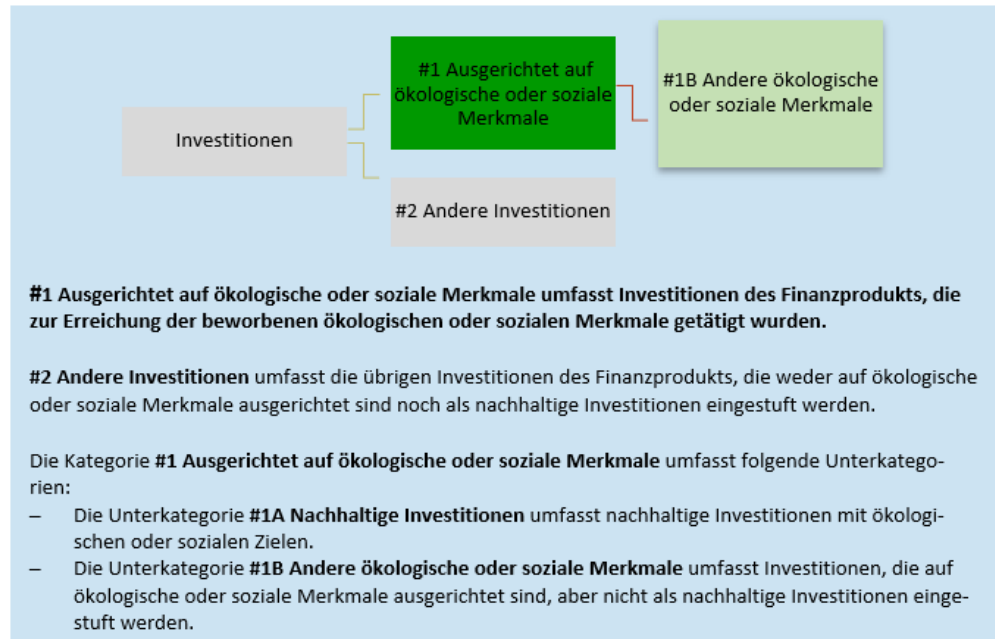 #1 Ausgerichtet auf
ökologische oder soziale
Merkmale
#1B Andere ökologische
oder soziale Merkmale
Investitionen
#2 Andere Investitionen
#1 Ausgerichtet auf ökologische oder soziale Merkmale umfasst Investitionen des Finanzprodukts, die
zur Erreichung der beworbenen ökologischen oder sozialen Merkmale getätigt wurden.
#2 Andere Investitionen umfasst die übrigen Investitionen des Finanzprodukts, die weder auf ökologische
oder soziale Merkmale ausgerichtet sind noch als nachhaltige Investitionen eingestuft werden.
Die Kategorie #1 Ausgerichtet auf ökologische oder soziale Merkmale umfasst folgende Unterkatego-
rien:
– Die Unterkategorie #1A Nachhaltige Investitionen umfasst nachhaltige Investitionen mit ökologi-
schen oder sozialen Zielen.
– Die Unterkategorie #1B Andere ökologische oder soziale Merkmale umfasst Investitionen, die auf
ökologische oder soziale Merkmale ausgerichtet sind, aber nicht als nachhaltige Investitionen einge-
stuft werden.